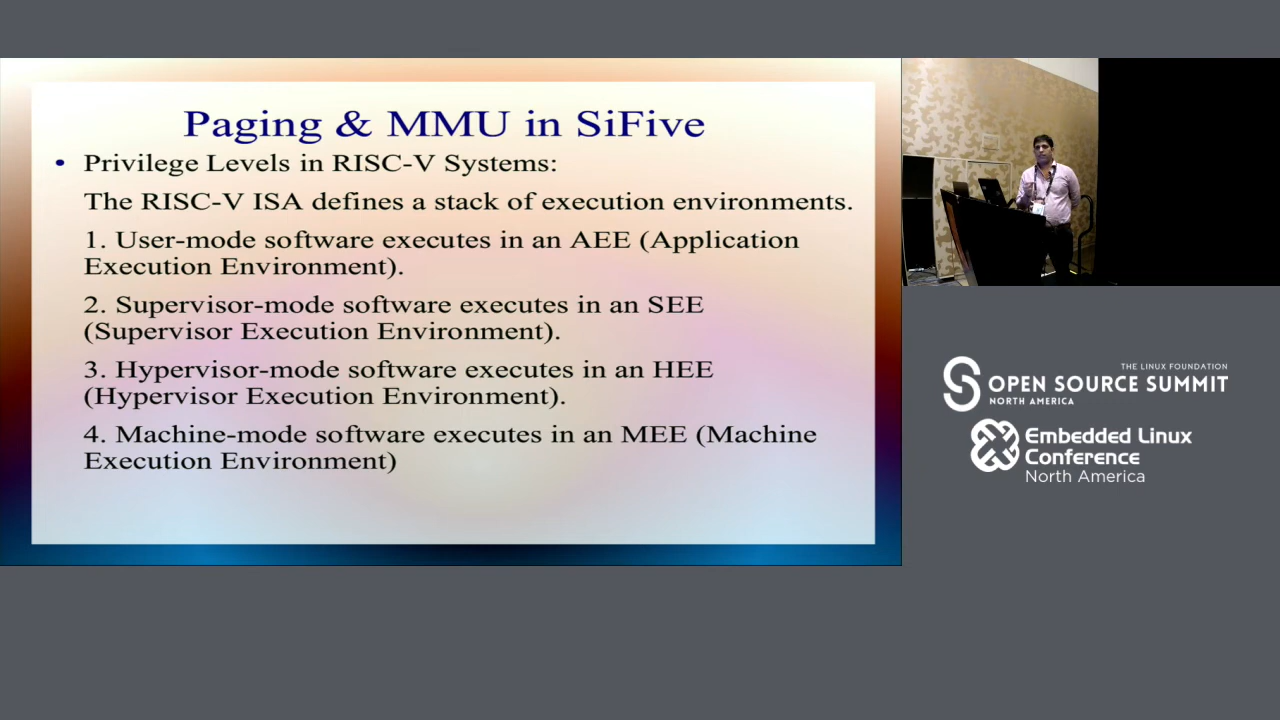 Paging & MMU in SiFive
• Privilege Levels in RISC-V Systems:
The RISC-V ISA defines a stack of execution environments.
1. User-mode software executes in an AEE (Application
Execution Environment).
2. Supervisor-mode software executes in an SEE
(Supervisor Execution Environment).
3. Hypervisor-mode software executes in an HEE
(Hypervisor Execution Environment).
4. Machine-mode software executes in an MEE (Machine
Execution Environment)
THE LINUX FOUNDATION
OPEN SOURCE SUMMIT
NORTH AMERICA
Embedded Linux
Conference
North America